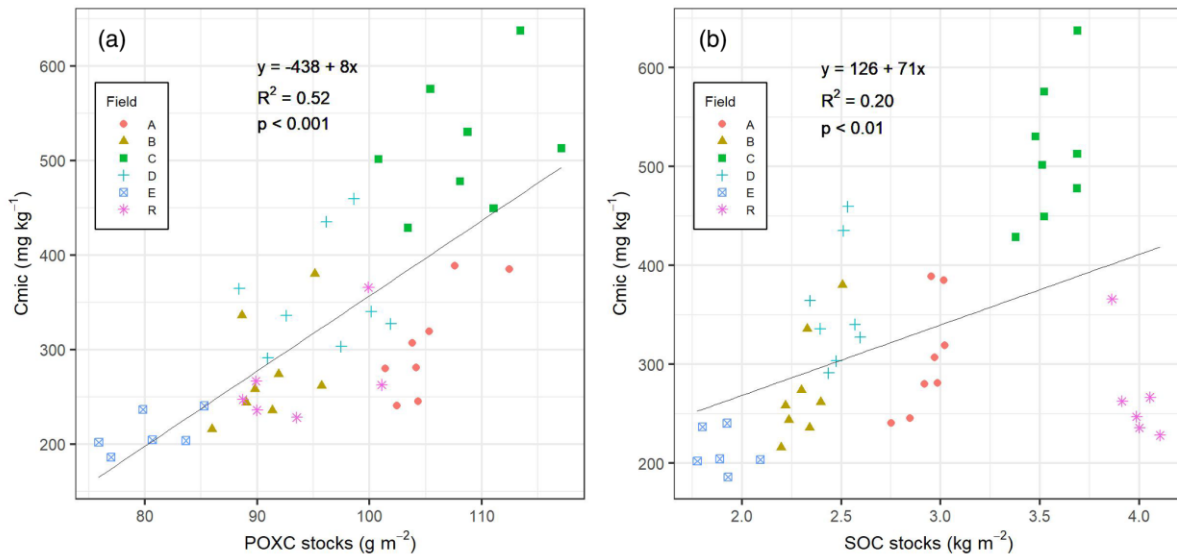 (a)
y = -438 + 8x
R² = 0.52
p < 0.001
Field
A
B
C
D
E
R
600
500
400
300
200
Cmic (mg kg⁻¹)
80 90 100 110
POXC stocks (g m⁻²)
(b)
y = 126 + 71x
R² = 0.20
p < 0.01
Field
A
B
C
D
E
R
600
500
400
300
200
Cmic (mg kg⁻¹)
2.0 2.5 3.0 3.5 4.0
SOC stocks (kg m⁻²)